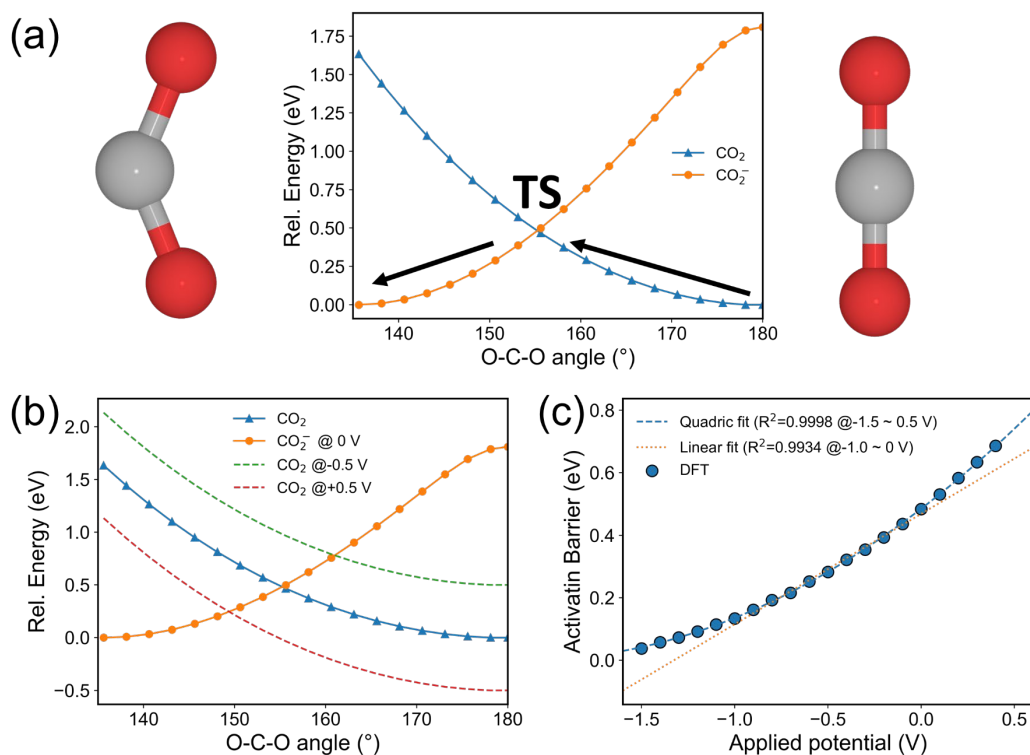 (a)
TS
CO₂
CO₂⁻
Rel. Energy (eV)
1.75
1.50
1.25
1.00
0.75
0.50
0.25
0.00
140 150 160 170 180
O-C-O angle (°)
(b)
CO₂
CO₂⁻ @ 0 V
CO₂ @-0.5 V
CO₂ @+0.5 V
Rel. Energy (eV)
2.0
1.5
1.0
0.5
0.0
−0.5
140 150 160 170 180
O-C-O angle (°)
(c)
Quadric fit (R²=0.9998 @-1.5 ~ 0.5 V)
Linear fit (R²=0.9934 @-1.0 ~ 0 V)
DFT
Activatin Barrier (eV)
0.8
0.6
0.4
0.2
0.0
−1.5 −1.0 −0.5 0.0 0.5
Applied potential (V)